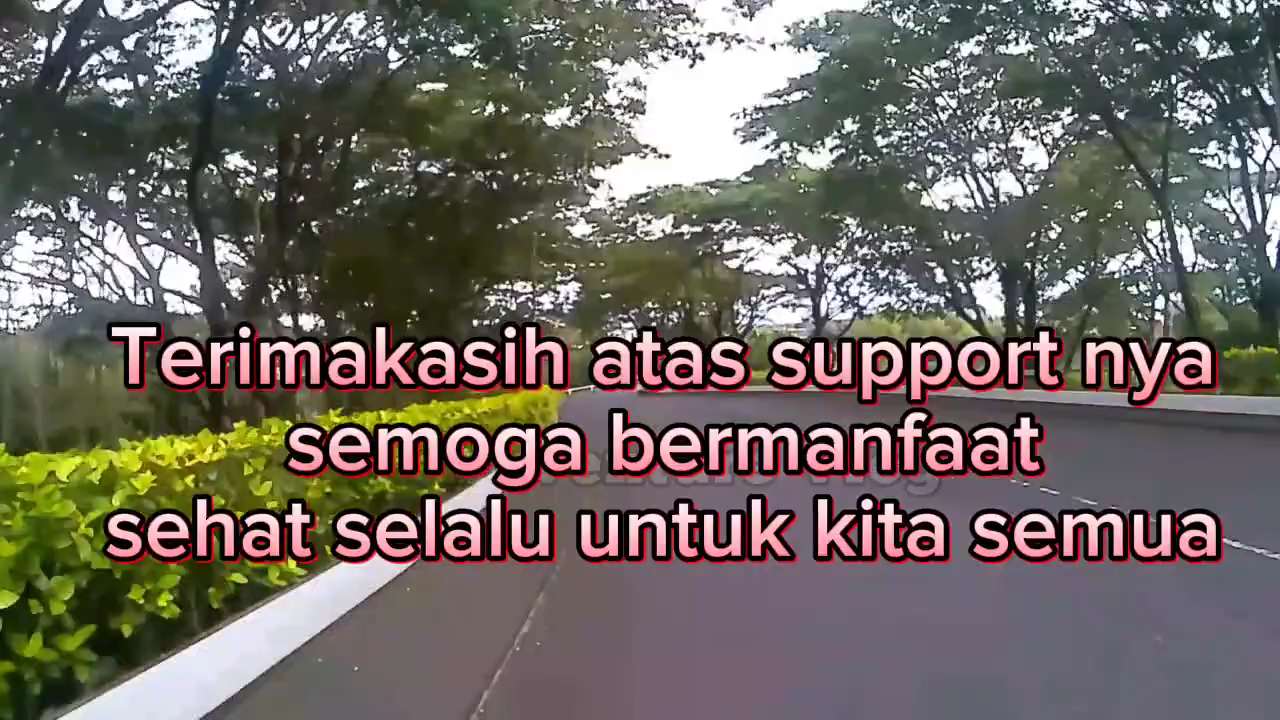 Terimakasih atas support nya
semoga bermanfaat
sehat selalu untuk kita semua